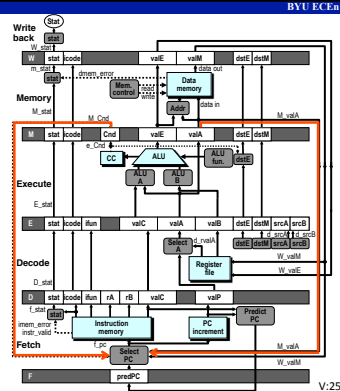 BYU ECEn
Write
back
Stat
stat
W_stat
W stat icode valE valM dstE dstM
m_stat
stat
dmem_error
data out
Data
memory
Mem.
control
read
write
Memory
Addr
data in
M_stat
M_Cnd
M_valA
M stat icode Cnd valE valA dstE dstM
e_Cnd
CC
ALU
ALU
fun.
dstE
ALU
A
ALU
B
Execute
E_stat
E stat icode ifun valC valA valB dstE dstM srcA srcB
d_srcA d_srcB
Select
A
d_rvalA
dstE dstM srcA srcB
W_valM
Register
file
W_valE
Decode
D_stat
D stat icode ifun rA rB valC valP
f_stat
stat
Predict
PC
imem_error
instr_valid
Instruction
memory
PC
increment
Fetch
f_pc
Select
PC
M_valA
W_valM
F predPC
V:25